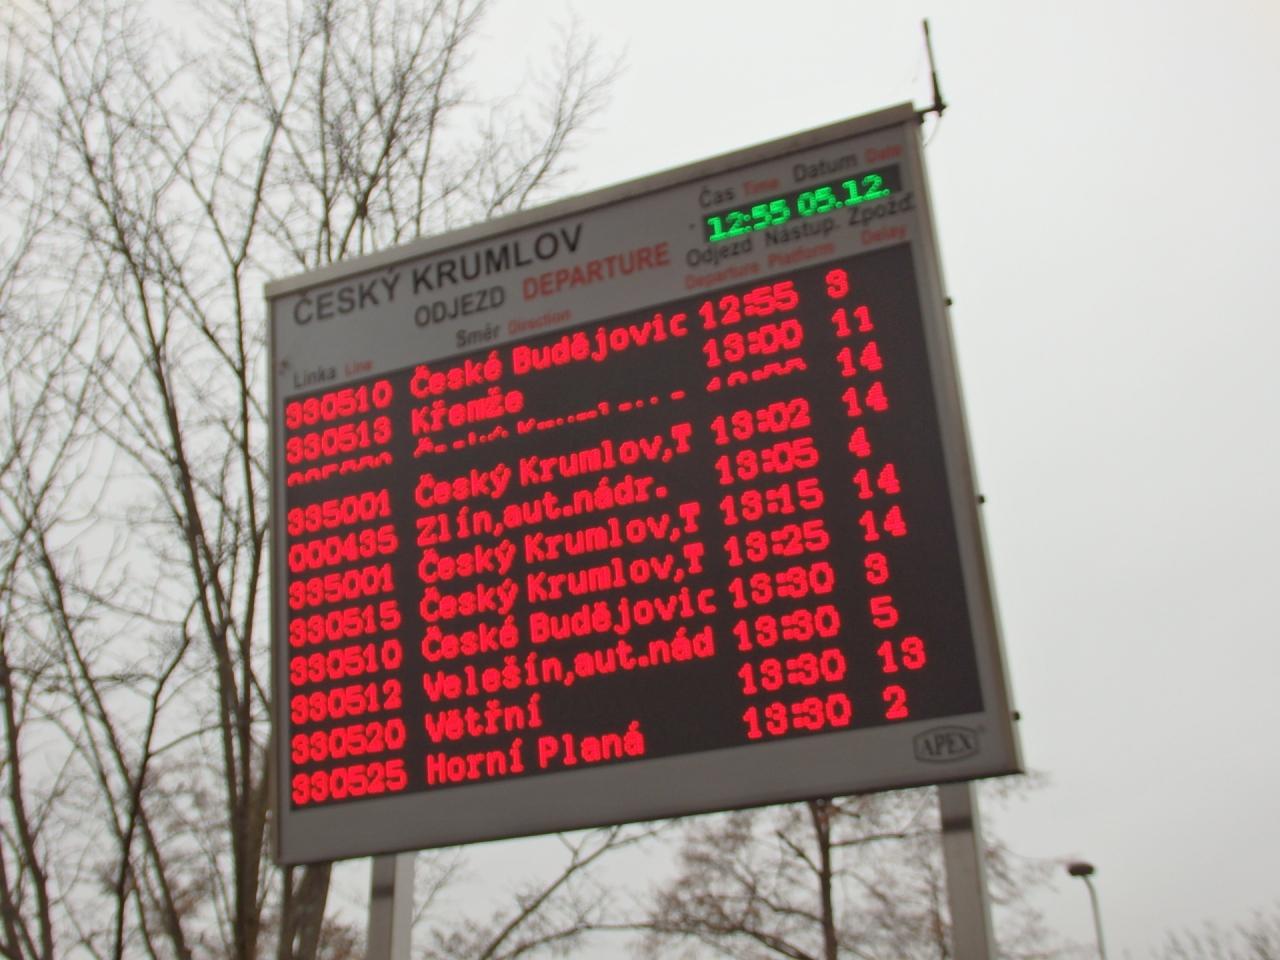 ČESKÝ KRUMLOV
Čas Time Datum Date
12:55 05.12.
ODJEZD DEPARTURE
Odjezd Nástup. Zpožď.
Departure Platform Delay
Linka Line Směr Direction
330510 České Budějovic 12:55 3
330513 Křemže 13:00 11
14
335001 Český Krumlov,T 13:02 14
000435 Zlín,aut.nádr. 13:05 4
335001 Český Krumlov,T 13:15 14
330515 Český Krumlov,T 13:25 14
330510 České Budějovic 13:30 3
330512 Velešín,aut.nád 13:30 5
330520 Větřní 13:30 13
330525 Horní Planá 13:30 2
APEX